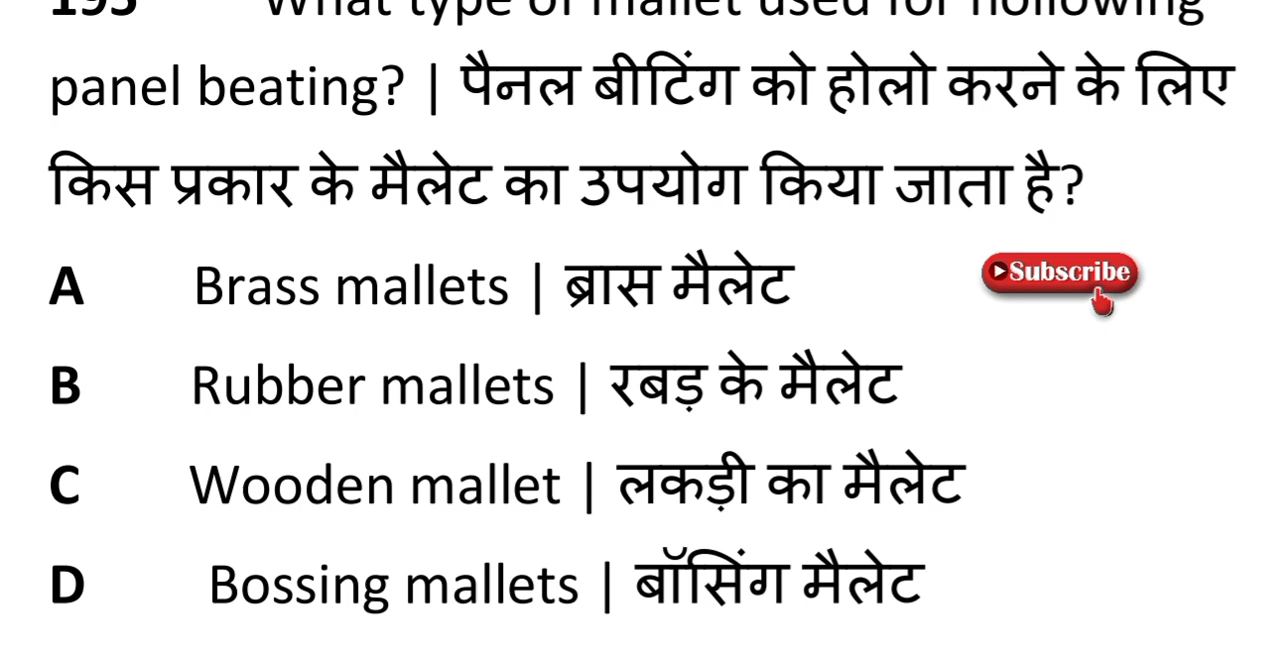 195 What type of mallet used for hollowing
panel beating? | पैनल बीटिंग को होलो करने के लिए
किस प्रकार के मैलेट का उपयोग किया जाता है?
A Brass mallets | ब्रास मैलेट
Subscribe
B Rubber mallets | रबड़ के मैलेट
C Wooden mallet | लकड़ी का मैलेट
D Bossing mallets | बॉसिंग मैलेट